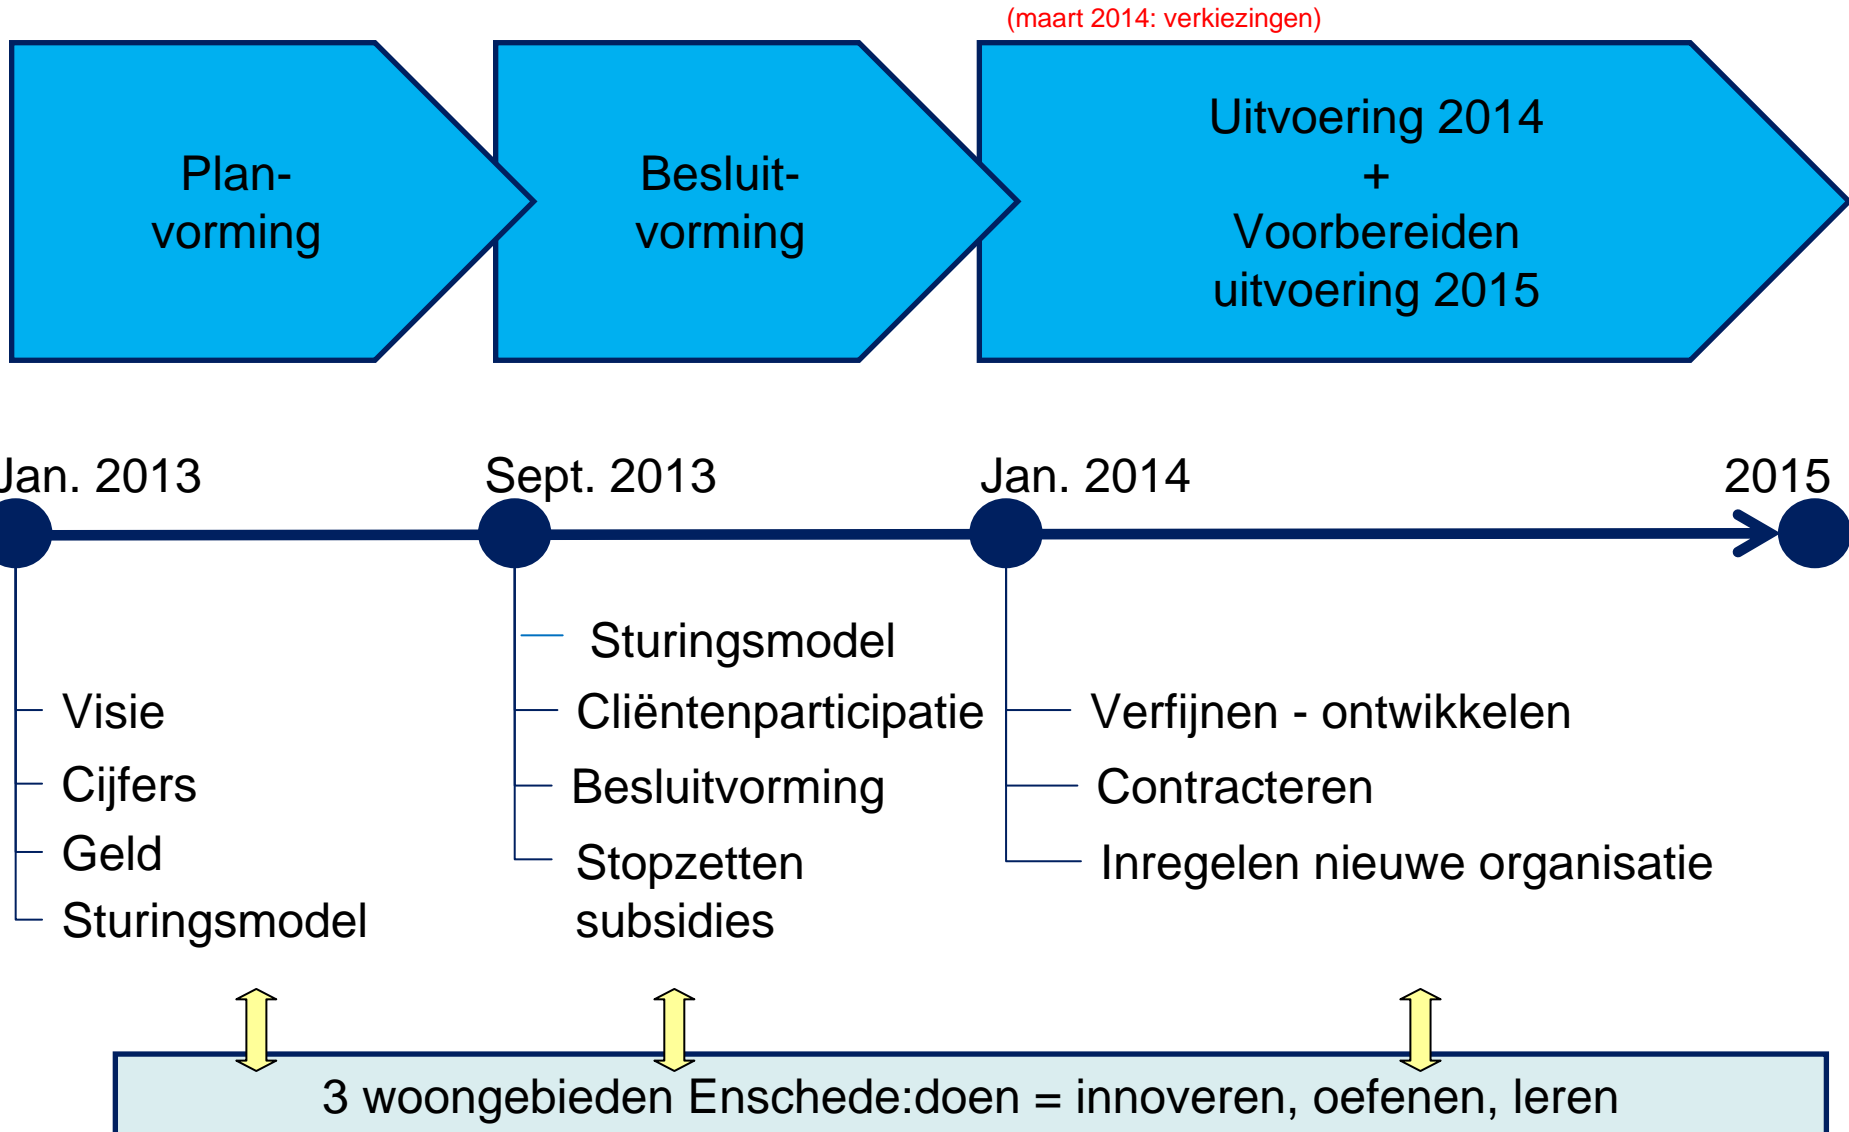 (maart 2014: verkiezingen)
Plan-
vorming
Besluit-
vorming
Uitvoering 2014
+
Voorbereiden
uitvoering 2015
Jan. 2013
Sept. 2013
Jan. 2014
2015
Visie
Cijfers
Geld
Sturingsmodel
Sturingsmodel
Cliëntenparticipatie
Besluitvorming
Stopzetten
subsidies
Verfijnen - ontwikkelen
Contracteren
Inregelen nieuwe organisatie
3 woongebieden Enschede:doen = innoveren, oefenen, leren